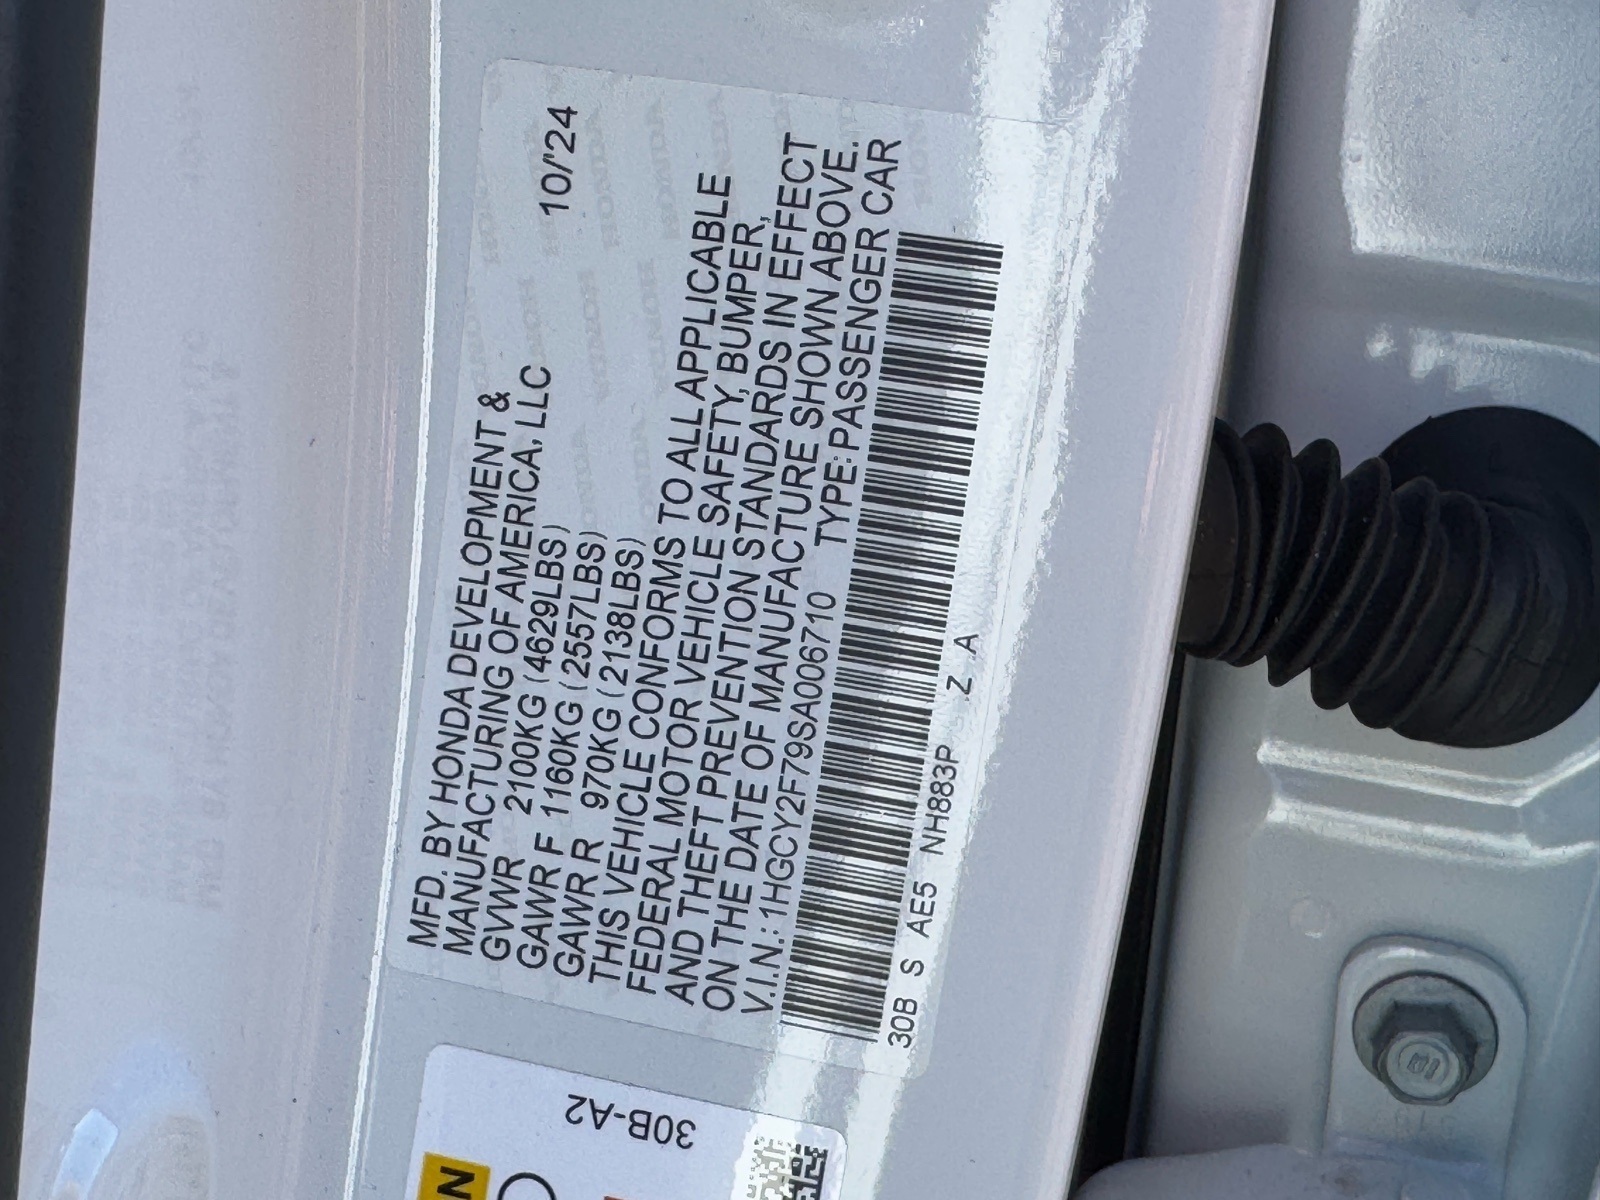 MFD. BY HONDA DEVELOPMENT &
MANUFACTURING OF AMERICA, LLC 10/'24
GVWR 2100KG (4629LBS)
GAWR F 1160KG (2557LBS)
GAWR R 970KG (2138LBS)
THIS VEHICLE CONFORMS TO ALL APPLICABLE
FEDERAL MOTOR VEHICLE SAFETY, BUMPER,
AND THEFT PREVENTION STANDARDS IN EFFECT
ON THE DATE OF MANUFACTURE SHOWN ABOVE.
V.I.N.: 1HGCY2F79SA006710 TYPE: PASSENGER CAR
30B S AE5 NH883P Z A
30B-A2